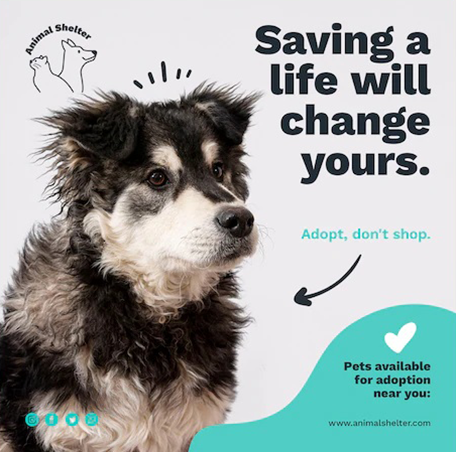 Animal Shelter
Saving a
life will
change
yours.
Adopt, don't shop.
Pets available
for adoption
near you:
www.animalshelter.com